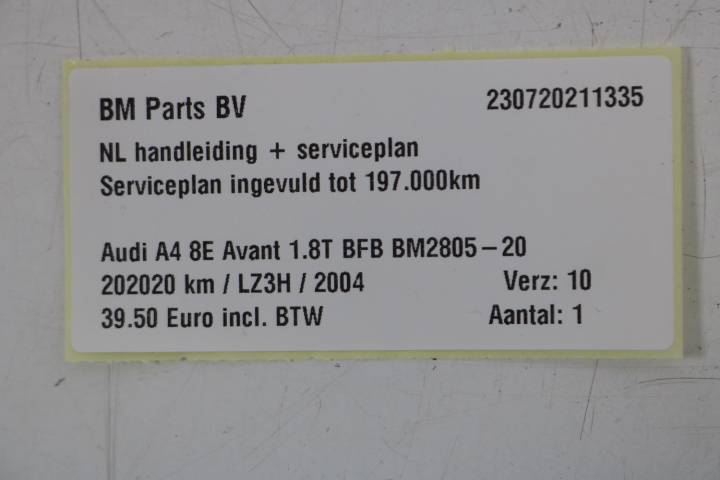 BM Parts BV 230720211335
NL handleiding + serviceplan
Serviceplan ingevuld tot 197.000km
Audi A4 8E Avant 1.8T BFB BM2805-20
202020 km / LZ3H / 2004 Verz: 10
39.50 Euro incl. BTW Aantal: 1